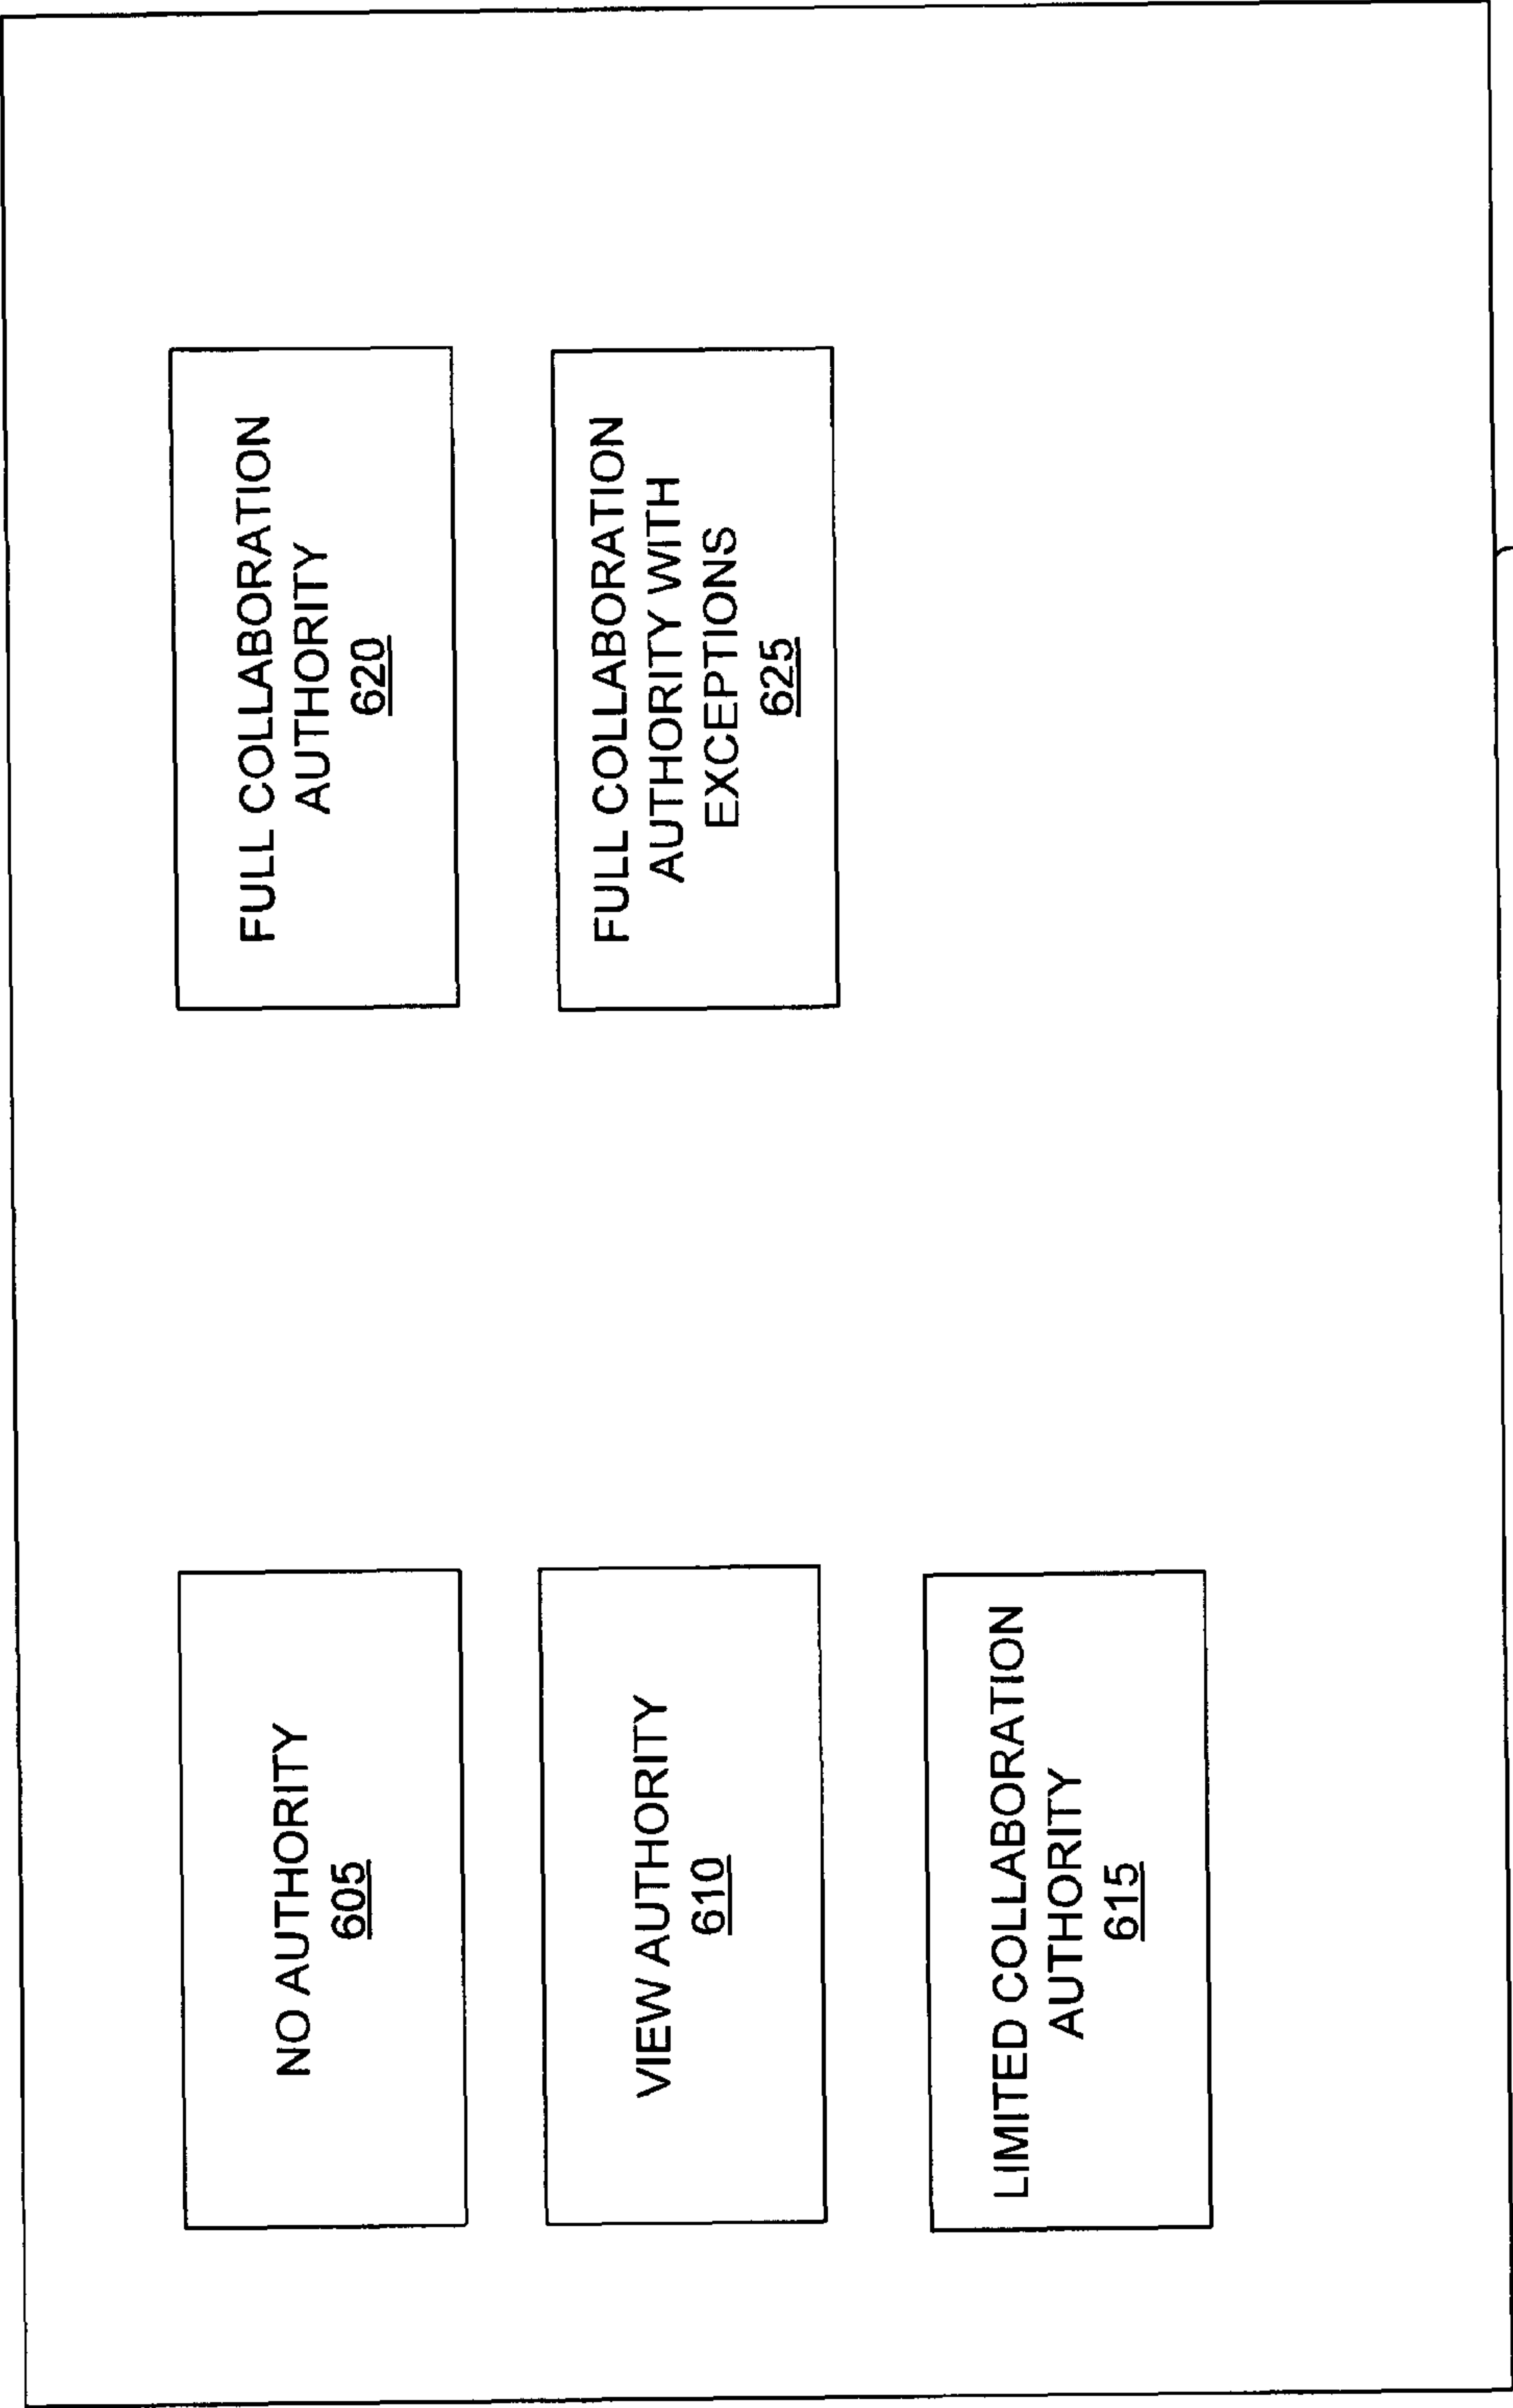 NO AUTHORITY
605
VIEW AUTHORITY
610
LIMITED COLLABORATION
AUTHORITY
615
FULL COLLABORATION
AUTHORITY
620
FULL COLLABORATION
AUTHORITY WITH
EXCEPTIONS
625